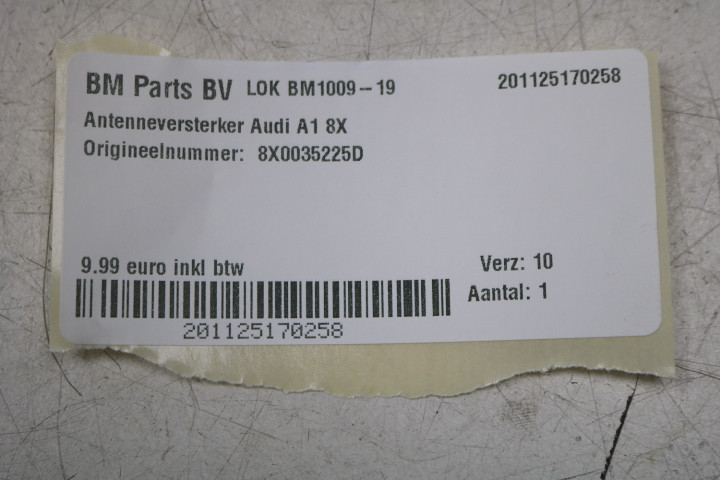 BM Parts BV LOK BM1009-19 201125170258
Antenneversterker Audi A1 8X
Origineelnummer: 8X0035225D
9.99 euro inkl btw Verz: 10
Aantal: 1
201125170258